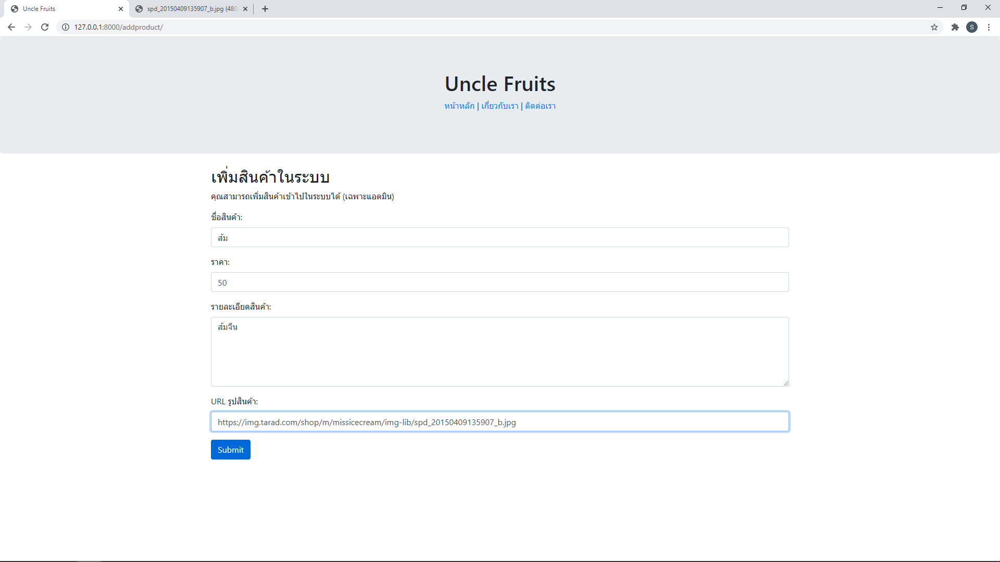 Uncle Fruits
spd_20150409135907_b.jpg (480
127.0.0.1:8000/addproduct/
S
Uncle Fruits
หน้าหลัก | เกี่ยวกับเรา | ติดต่อเรา
เพิ่มสินค้าในระบบ
คุณสามารถเพิ่มสินค้าเข้าไปในระบบได้ (เฉพาะแอดมิน)
ชื่อสินค้า:
ส้ม
ราคา:
50
รายละเอียดสินค้า:
ส้มจีน
URL รูปสินค้า:
https://img.tarad.com/shop/m/missicecream/img-lib/spd_20150409135907_b.jpg
Submit